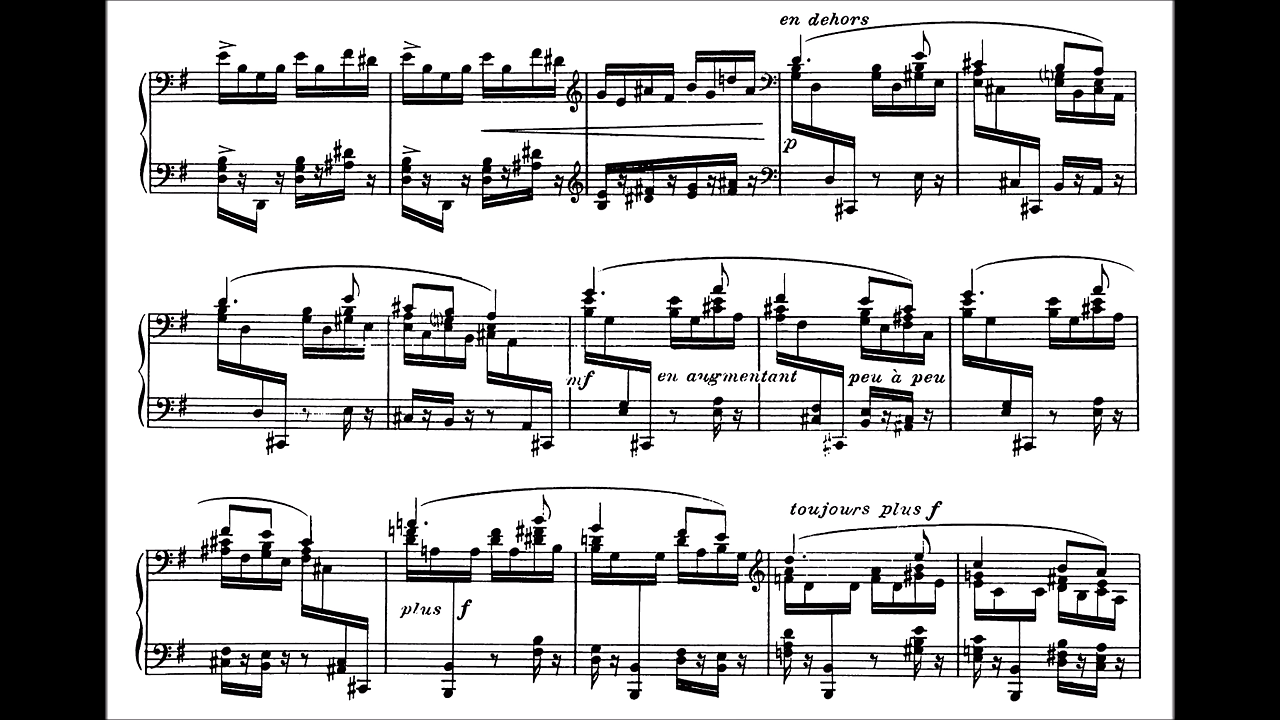 en dehors
p
mf en augmentant peu à peu
plus f
toujours plus f